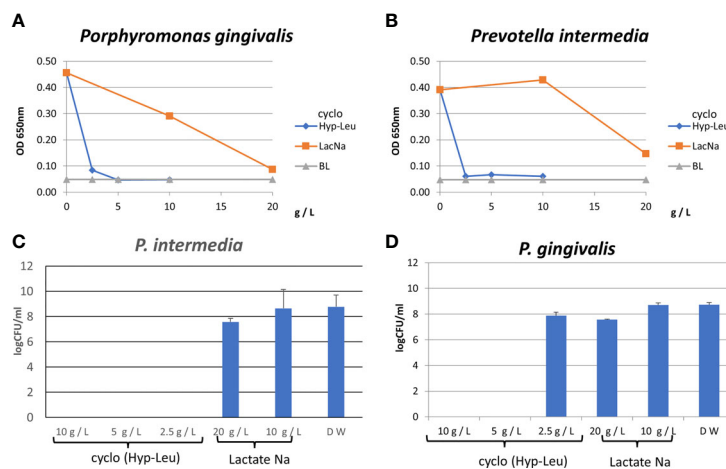 A
Porphyromonas gingivalis
0.50
0.40
0.30
0.20
0.10
0.00
OD 650nm
0 5 10 15 20
g / L
cyclo
Hyp-Leu
LacNa
BL
B
Prevotella intermedia
0.50
0.40
0.30
0.20
0.10
0.00
OD 650nm
0 5 10 15 20
g / L
cyclo
Hyp-Leu
LacNa
BL
C
P. intermedia
12
10
8
6
4
2
0
logCFU/ml
10 g / L 5 g / L 2.5 g / L 20 g / L 10 g / L D W
cyclo (Hyp-Leu) Lactate Na
D
P. gingivalis
12
10
8
6
4
2
0
logCFU/ml
10 g / L 5 g / L 2.5 g / L 20 g / L 10 g / L D W
cyclo (Hyp-Leu) Lactate Na